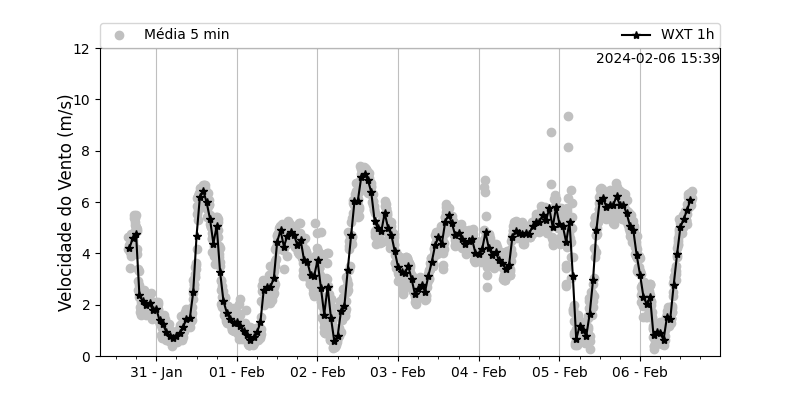 Média 5 min
WXT 1h
2024-02-06 15:39
Velocidade do Vento (m/s)
12
10
8
6
4
2
0
31 - Jan
01 - Feb
02 - Feb
03 - Feb
04 - Feb
05 - Feb
06 - Feb